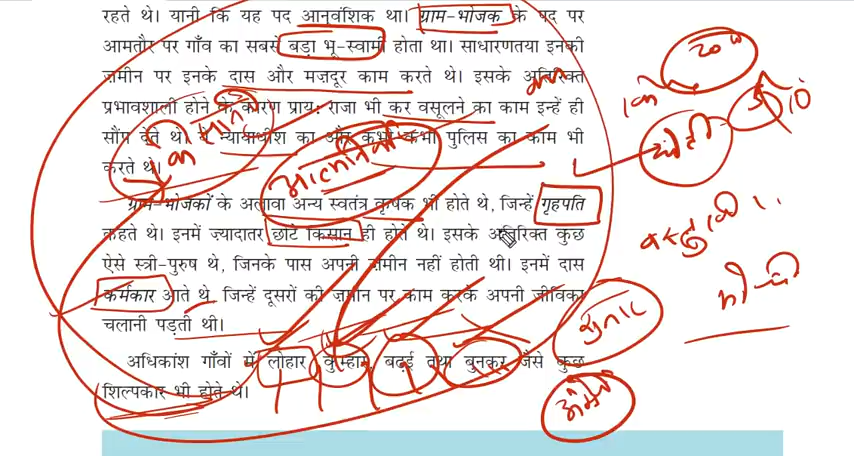 रहते थे। यानी कि यह पद आनुवंशिक था। ग्राम-भोजक के पद पर
आमतौर पर गाँव का सबसे बड़ा भू-स्वामी होता था। साधारणतया इनकी
ज़मीन पर इनके दास और मजदूर काम करते थे। इसके अतिरिक्त
प्रभावशाली होने के कारण प्रायः राजा भी कर वसूलने का काम इन्हें ही
सौंप देते थे। ये न्यायाधीश का और कभी-कभी पुलिस का काम भी
करते थे।
ग्राम-भोजकों के अलावा अन्य स्वतंत्र कृषक भी होते थे, जिन्हें गृहपति
कहते थे। इनमें ज़्यादातर छोटे किसान ही होते थे। इसके अतिरिक्त कुछ
ऐसे स्त्री-पुरुष थे, जिनके पास अपनी ज़मीन नहीं होती थी। इनमें दास
कर्मकार आते थे, जिन्हें दूसरों की ज़मीन पर काम करके अपनी जीविका
चलानी पड़ती थी।
अधिकांश गाँवों में लोहार, कुम्हार, बढ़ई तथा बुनकर जैसे कुछ
शिल्पकार भी होते थे।
सुनार